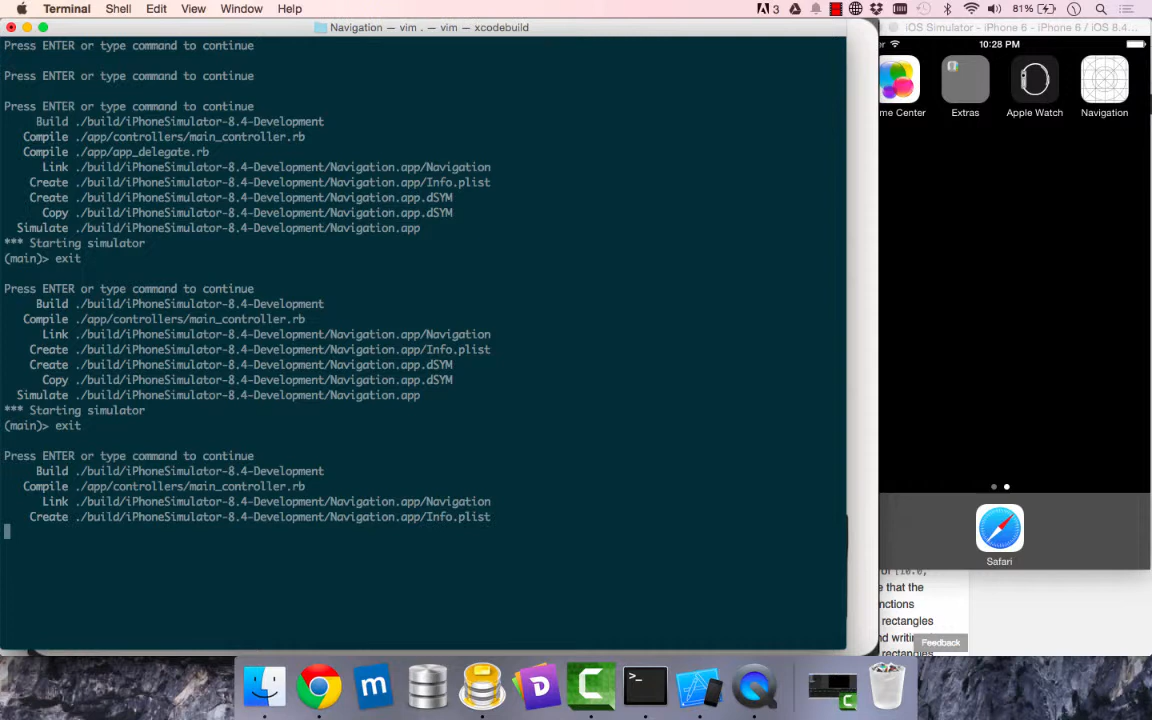 Terminal Shell Edit View Window Help
3
81%
Navigation — vim . — vim — xcodebuild
Press ENTER or type command to continue
Press ENTER or type command to continue
Press ENTER or type command to continue
Build ./build/iPhoneSimulator-8.4-Development
Compile ./app/controllers/main_controller.rb
Compile ./app/app_delegate.rb
Link ./build/iPhoneSimulator-8.4-Development/Navigation.app/Navigation
Create ./build/iPhoneSimulator-8.4-Development/Navigation.app/Info.plist
Create ./build/iPhoneSimulator-8.4-Development/Navigation.app.dSYM
Copy ./build/iPhoneSimulator-8.4-Development/Navigation.app.dSYM
Simulate ./build/iPhoneSimulator-8.4-Development/Navigation.app
*** Starting simulator
(main)> exit
Press ENTER or type command to continue
Build ./build/iPhoneSimulator-8.4-Development
Compile ./app/controllers/main_controller.rb
Link ./build/iPhoneSimulator-8.4-Development/Navigation.app/Navigation
Create ./build/iPhoneSimulator-8.4-Development/Navigation.app/Info.plist
Create ./build/iPhoneSimulator-8.4-Development/Navigation.app.dSYM
Copy ./build/iPhoneSimulator-8.4-Development/Navigation.app.dSYM
Simulate ./build/iPhoneSimulator-8.4-Development/Navigation.app
*** Starting simulator
(main)> exit
Press ENTER or type command to continue
Build ./build/iPhoneSimulator-8.4-Development
Compile ./app/controllers/main_controller.rb
Link ./build/iPhoneSimulator-8.4-Development/Navigation.app/Navigation
Create ./build/iPhoneSimulator-8.4-Development/Navigation.app/Info.plist
iOS Simulator - iPhone 6 - iPhone 6 / iOS 8.4...
er
10:28 PM
me Center
Extras
Apple Watch
Navigation
Safari
e that the
nctions
rectangles
nd writin
Feedback
rectangles